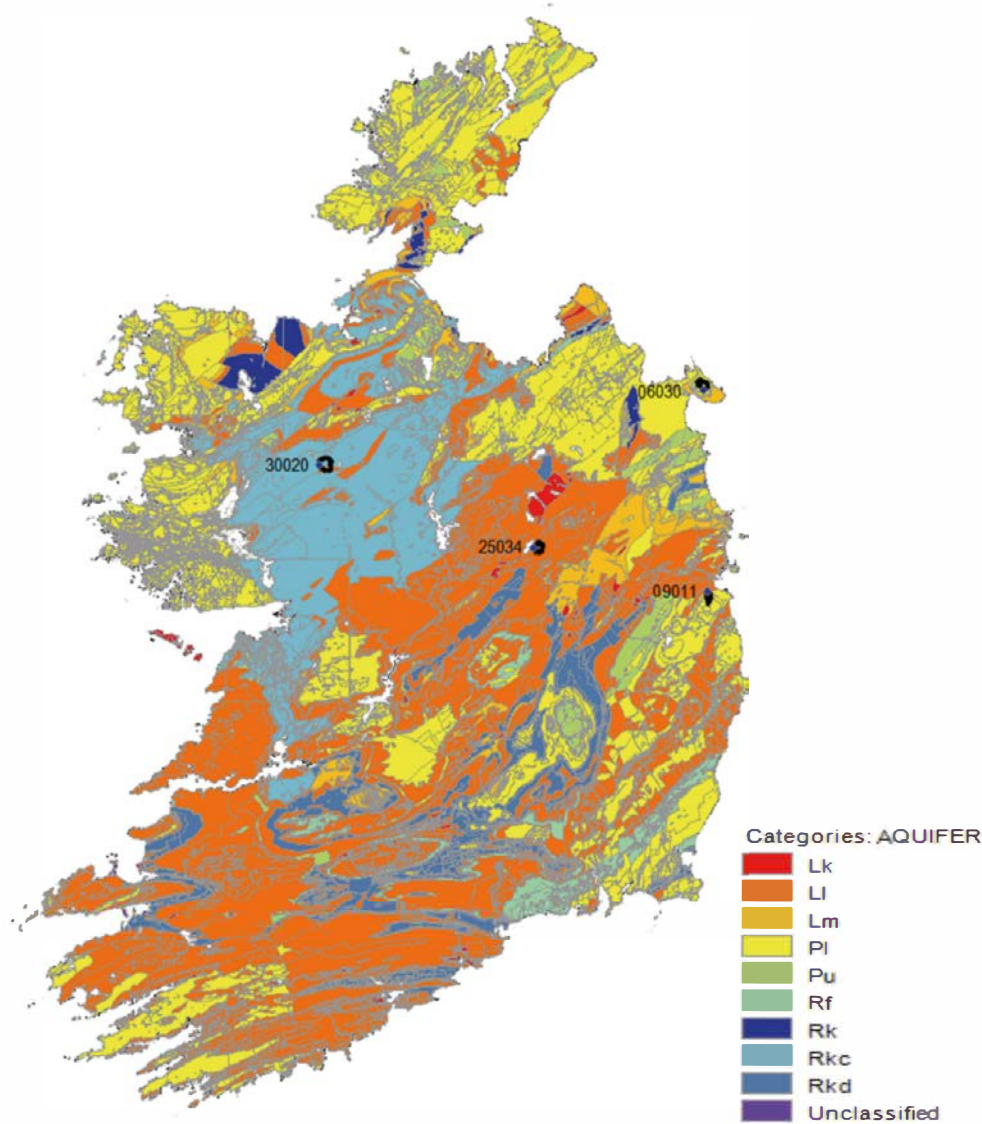 06030
30020
25034
09011
Categories: AQUIFER
Lk
Ll
Lm
Pl
Pu
Rf
Rk
Rkc
Rkd
Unclassified